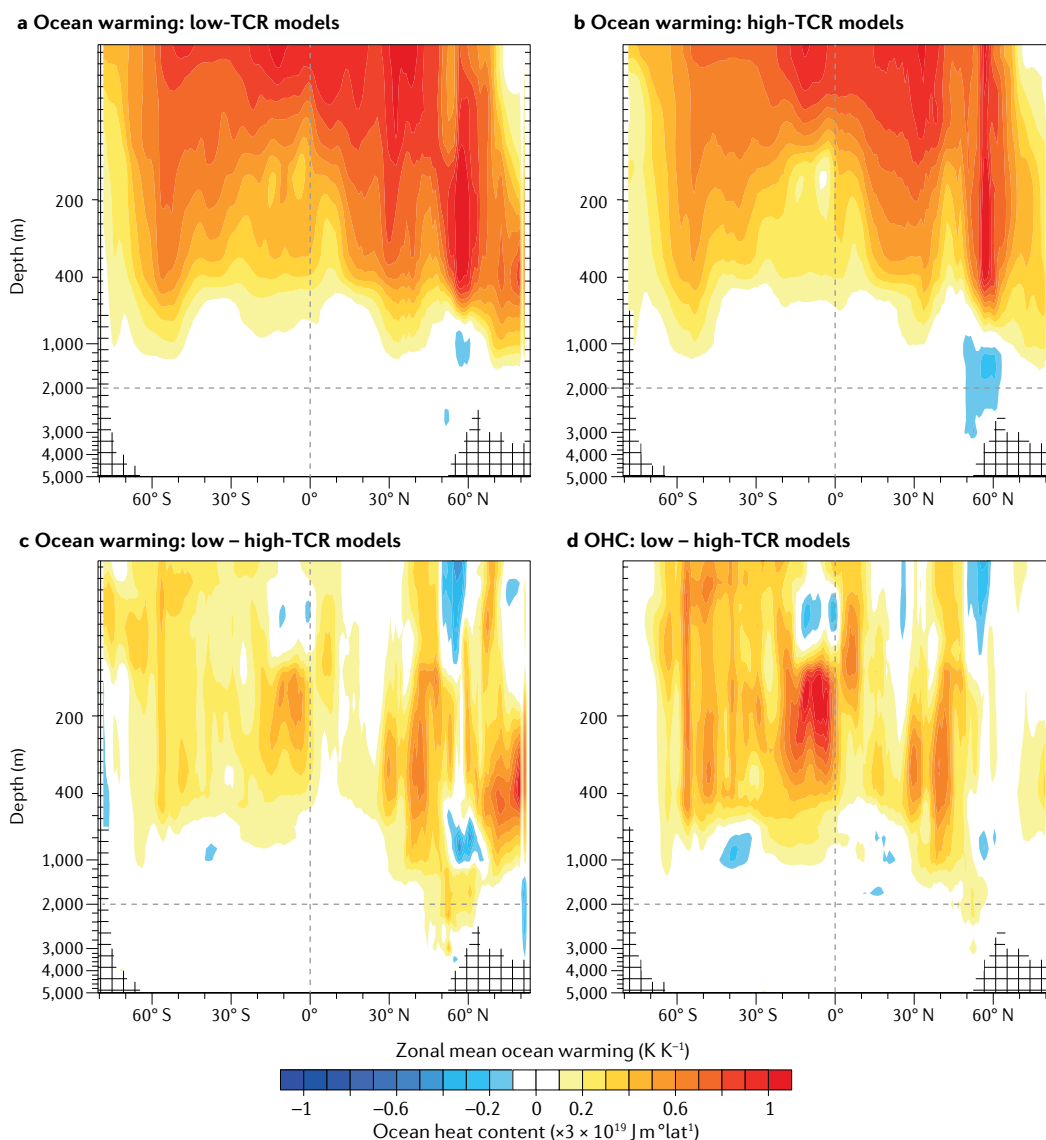 a Ocean warming: low-TCR models
b Ocean warming: high-TCR models
Depth (m)
200
400
1,000
2,000
3,000
4,000
5,000
60° S 30° S 0° 30° N 60° N
200
400
1,000
2,000
3,000
4,000
5,000
60° S 30° S 0° 30° N 60° N
c Ocean warming: low – high-TCR models
d OHC: low – high-TCR models
Depth (m)
200
400
1,000
2,000
3,000
4,000
5,000
60° S 30° S 0° 30° N 60° N
200
400
1,000
2,000
3,000
4,000
5,000
60° S 30° S 0° 30° N 60° N
Zonal mean ocean warming (K K⁻¹)
−1 −0.6 −0.2 0 0.2 0.6 1
Ocean heat content (×3 × 10¹⁹ J m °lat¹)